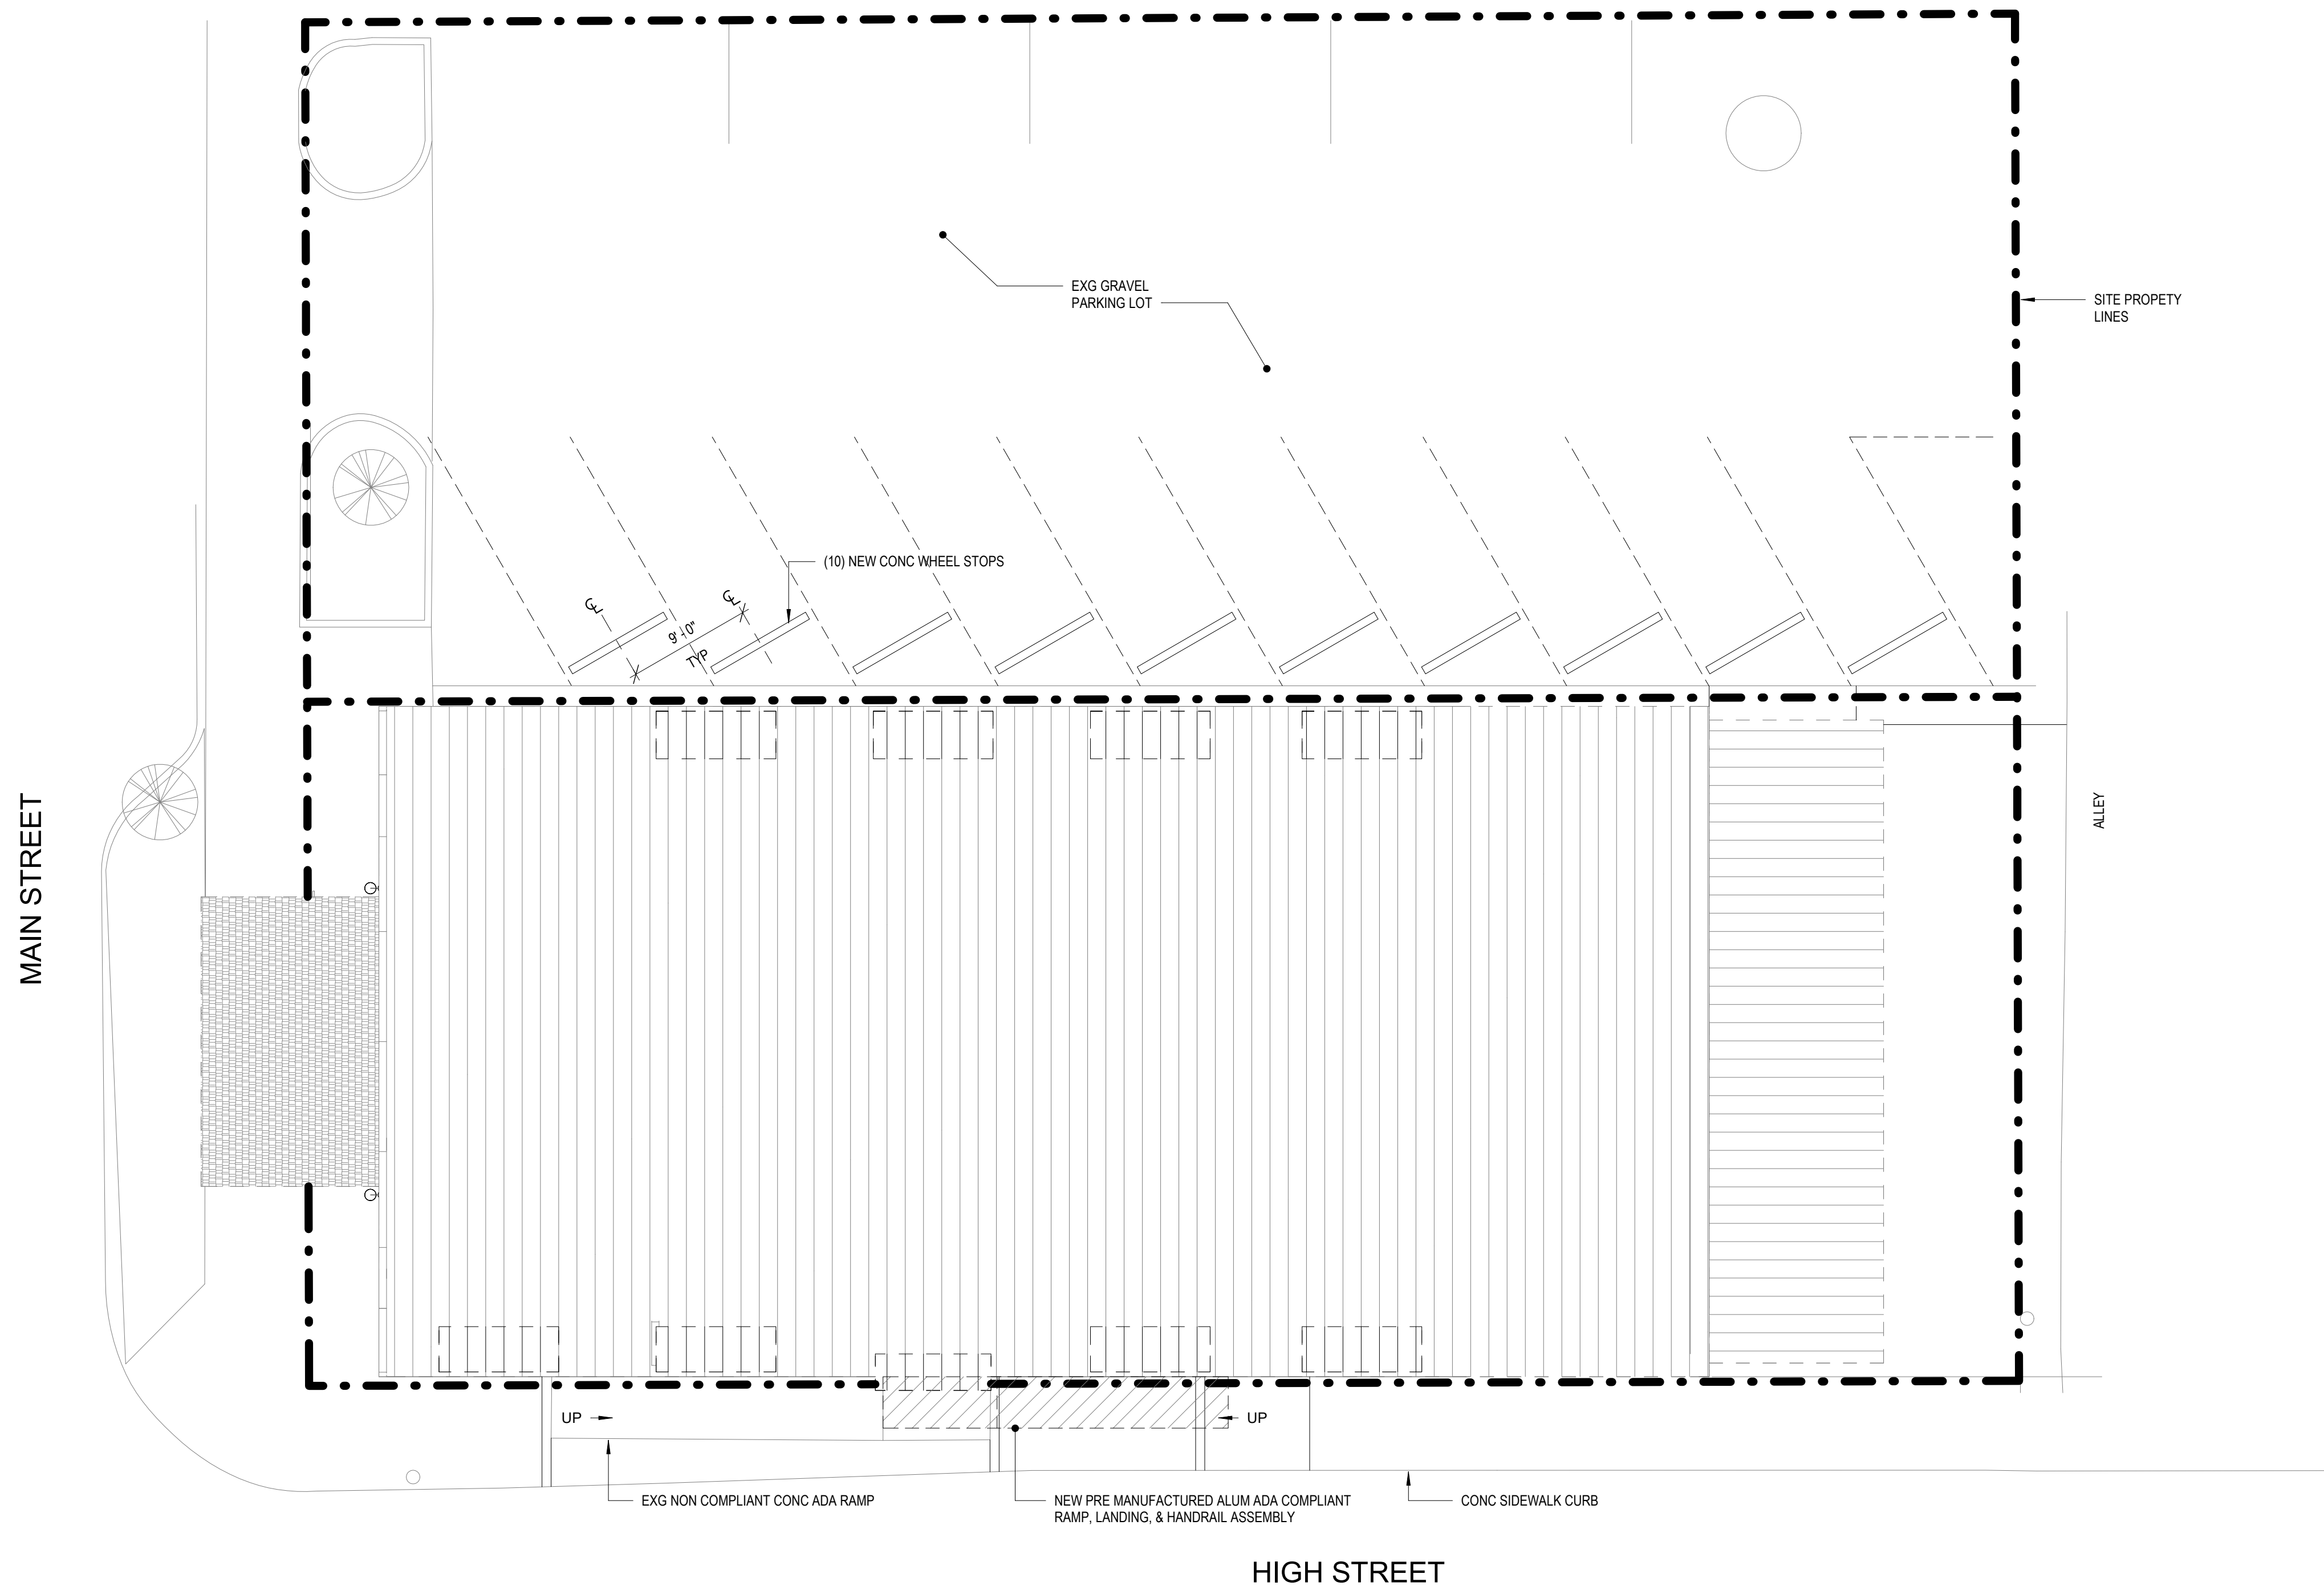 EXG GRAVEL
PARKING LOT
SITE PROPETY
LINES
(10) NEW CONC WHEEL STOPS
CL
CL
9' - 0"
TYP
MAIN STREET
ALLEY
UP
UP
EXG NON COMPLIANT CONC ADA RAMP
NEW PRE MANUFACTURED ALUM ADA COMPLIANT
RAMP, LANDING, & HANDRAIL ASSEMBLY
CONC SIDEWALK CURB
HIGH STREET